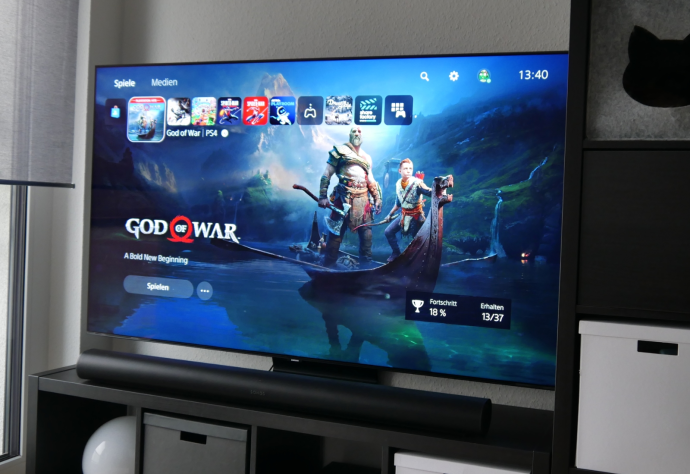 Spiele Medien 13:40
God of War PS4
GOD OF WAR
A Bold New Beginning
Spielen
Fortschritt Erhalten
18 % 13/37